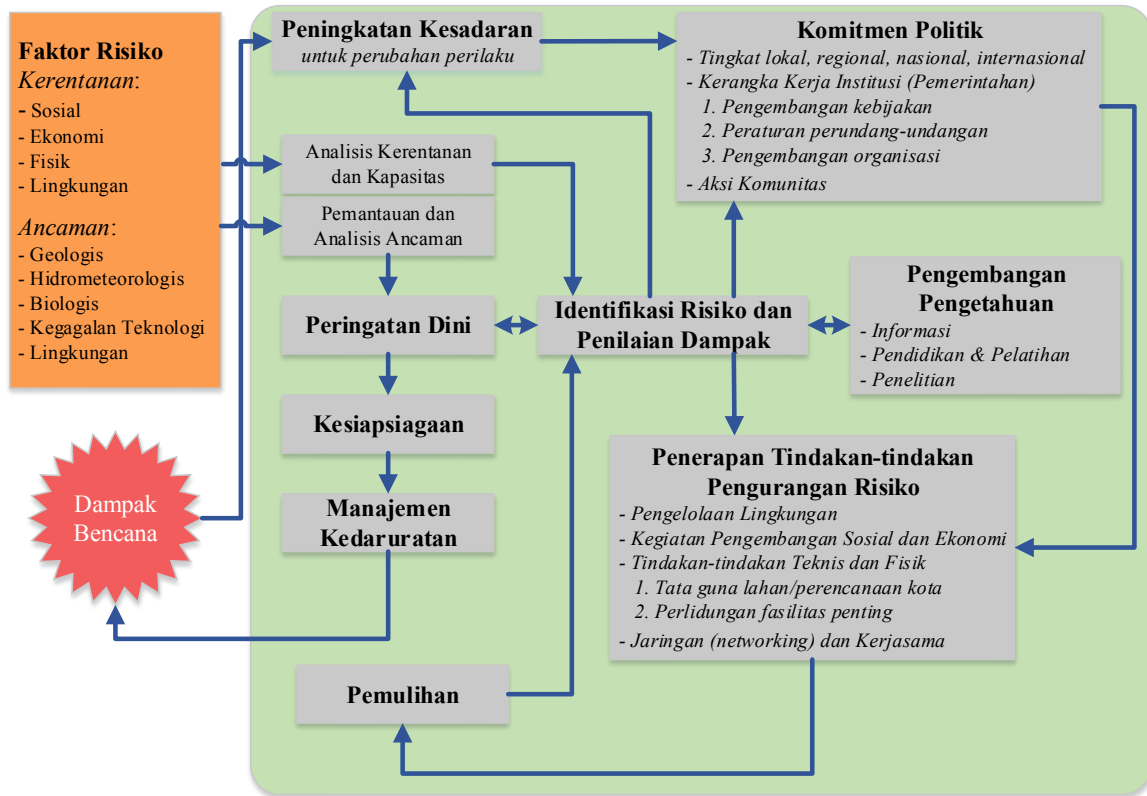 Faktor Risiko
Kerentanan:
- Sosial
- Ekonomi
- Fisik
- Lingkungan
Ancaman:
- Geologis
- Hidrometeorologis
- Biologis
- Kegagalan Teknologi
- Lingkungan
Dampak
Bencana
Peningkatan Kesadaran
untuk perubahan perilaku
Analisis Kerentanan
dan Kapasitas
Pemantauan dan
Analisis Ancaman
Peringatan Dini
Kesiapsiagaan
Manajemen
Kedaruratan
Pemulihan
Identifikasi Risiko dan
Penilaian Dampak
Komitmen Politik
- Tingkat lokal, regional, nasional, internasional
- Kerangka Kerja Institusi (Pemerintahan)
1. Pengembangan kebijakan
2. Peraturan perundang-undangan
3. Pengembangan organisasi
- Aksi Komunitas
Pengembangan
Pengetahuan
- Informasi
- Pendidikan & Pelatihan
- Penelitian
Penerapan Tindakan-tindakan
Pengurangan Risiko
- Pengelolaan Lingkungan
- Kegiatan Pengembangan Sosial dan Ekonomi
- Tindakan-tindakan Teknis dan Fisik
1. Tata guna lahan/perencanaan kota
2. Perlidungan fasilitas penting
- Jaringan (networking) dan Kerjasama